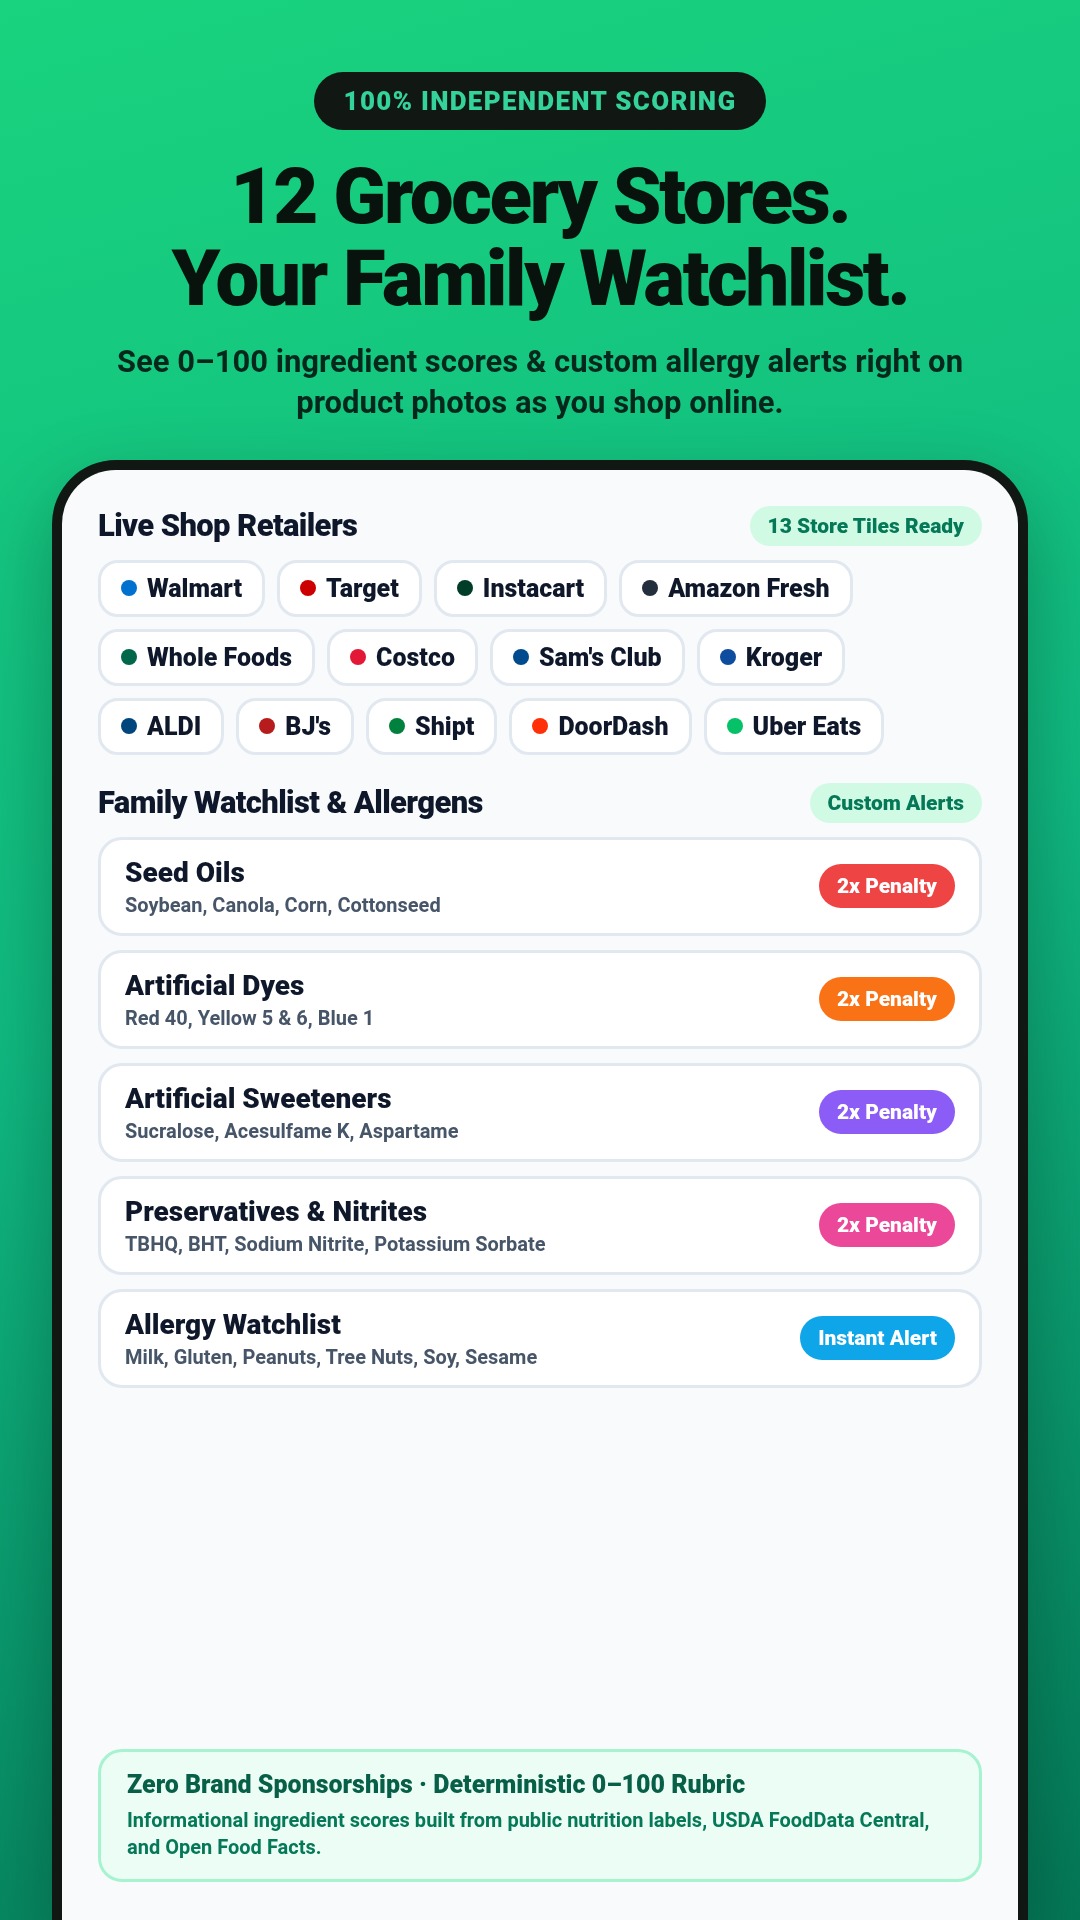 100% INDEPENDENT SCORING
12 Grocery Stores.
Your Family Watchlist.
See 0–100 ingredient scores & custom allergy alerts right on
product photos as you shop online.
Live Shop Retailers
13 Store Tiles Ready
Walmart
Target
Instacart
Amazon Fresh
Whole Foods
Costco
Sam's Club
Kroger
ALDI
BJ's
Shipt
DoorDash
Uber Eats
Family Watchlist & Allergens
Custom Alerts
Seed Oils
Soybean, Canola, Corn, Cottonseed
2x Penalty
Artificial Dyes
Red 40, Yellow 5 & 6, Blue 1
2x Penalty
Artificial Sweeteners
Sucralose, Acesulfame K, Aspartame
2x Penalty
Preservatives & Nitrites
TBHQ, BHT, Sodium Nitrite, Potassium Sorbate
2x Penalty
Allergy Watchlist
Milk, Gluten, Peanuts, Tree Nuts, Soy, Sesame
Instant Alert
Zero Brand Sponsorships · Deterministic 0–100 Rubric
Informational ingredient scores built from public nutrition labels, USDA FoodData Central,
and Open Food Facts.